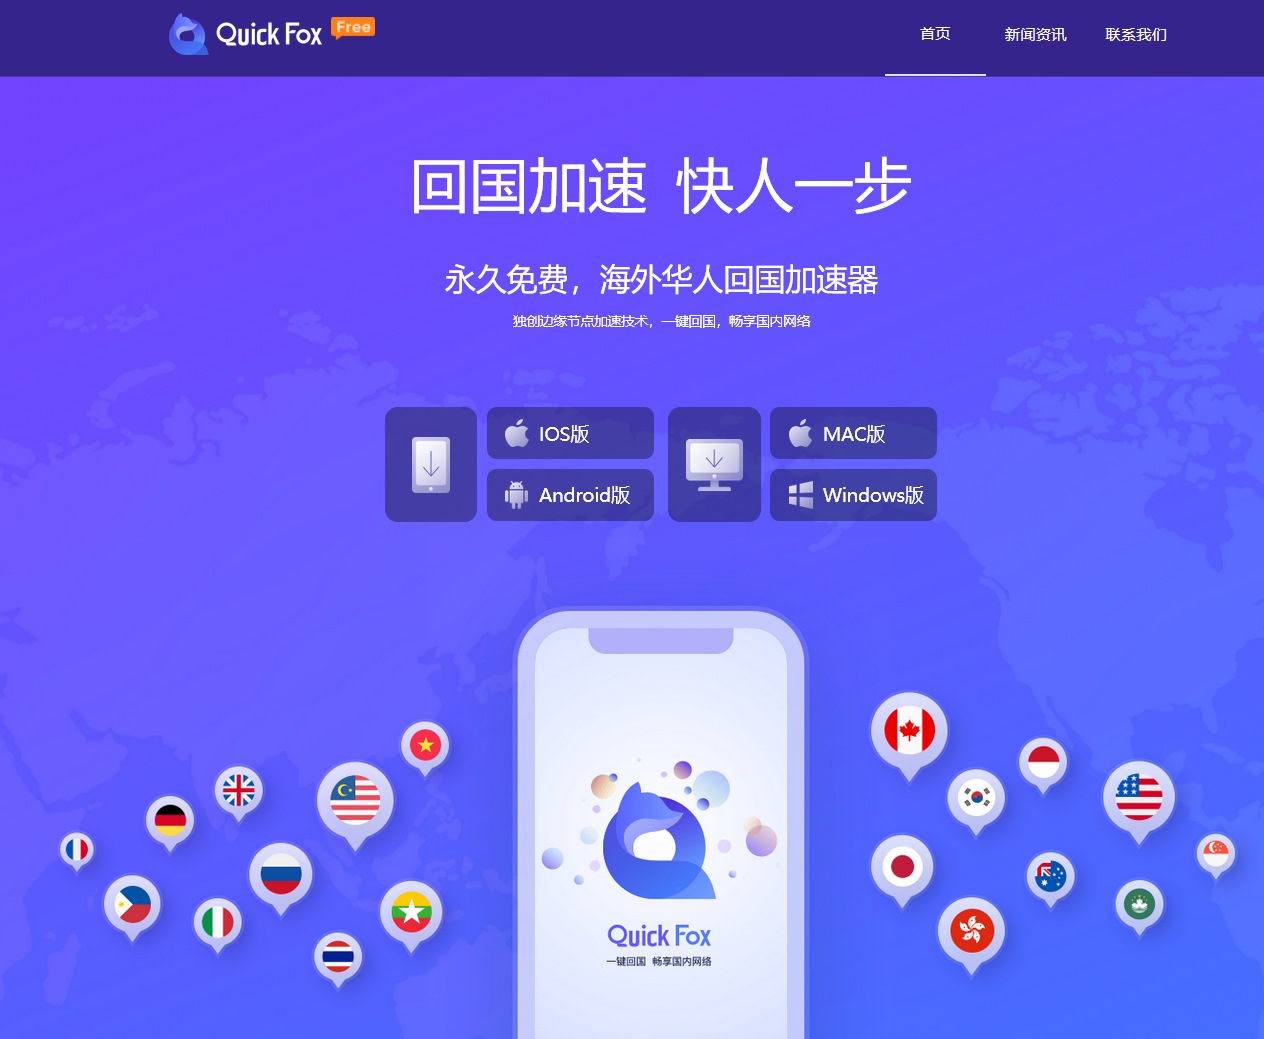 Quick Fox Free
首页 新闻资讯 联系我们
回国加速 快人一步
永久免费，海外华人回国加速器
独创边缘节点加速技术，一键回国，畅享国内网络
IOS版
Android版
MAC版
Windows版
Quick Fox
一键回国 畅享国内网络